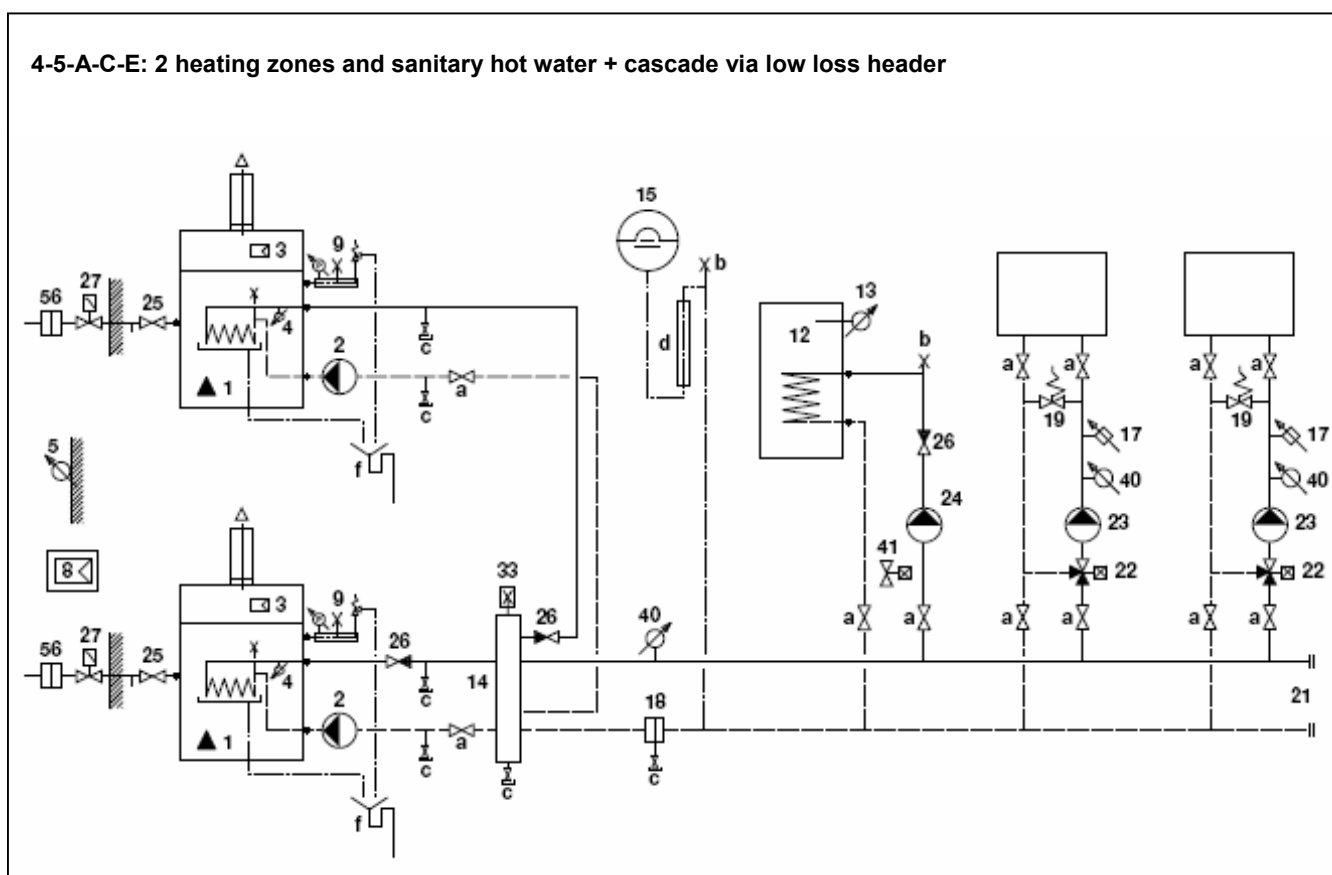 4-5-A-C-E: 2 heating zones and sanitary hot water + cascade via low loss header
15
3
9
P
b
27
56
25
13
4
2
12
b
d
c
a
a
a
a
1
c
a
19
19
26
17
17
5
f
40
40
24
23
23
8
41
33
22
22
3
9
26
40
a
a
a
a
a
a
27
26
56
25
4
c
14
2
18
21
1
a
c
c
c
f